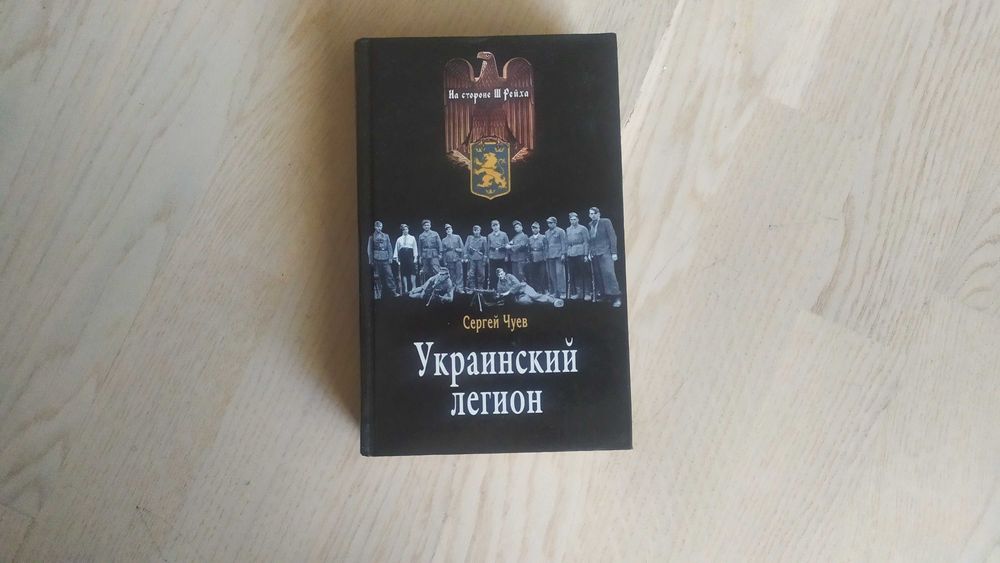 На стороне III Рейха
Сергей Чуев
Украинский
легион